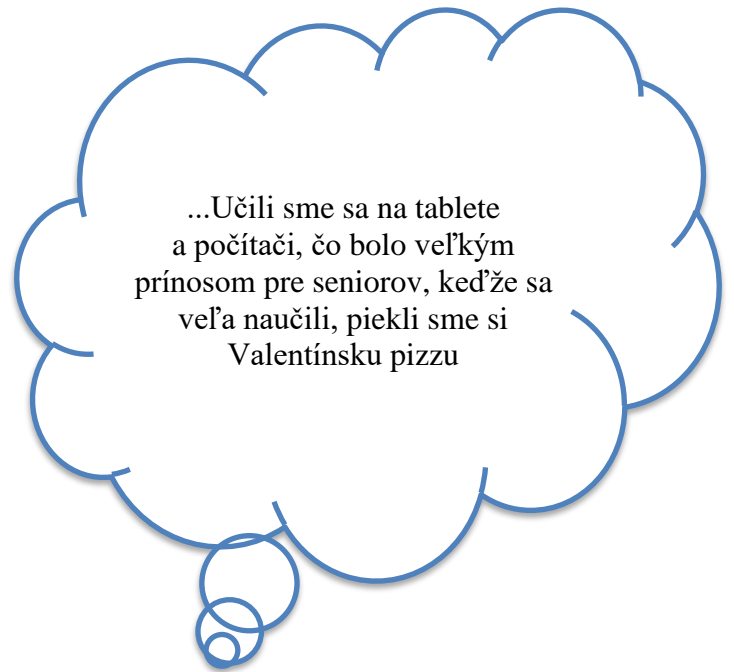 ...Učili sme sa na tablete
a počítači, čo bolo veľkým
prínosom pre seniorov, keďže sa
veľa naučili, piekli sme si
Valentínsku pizzu